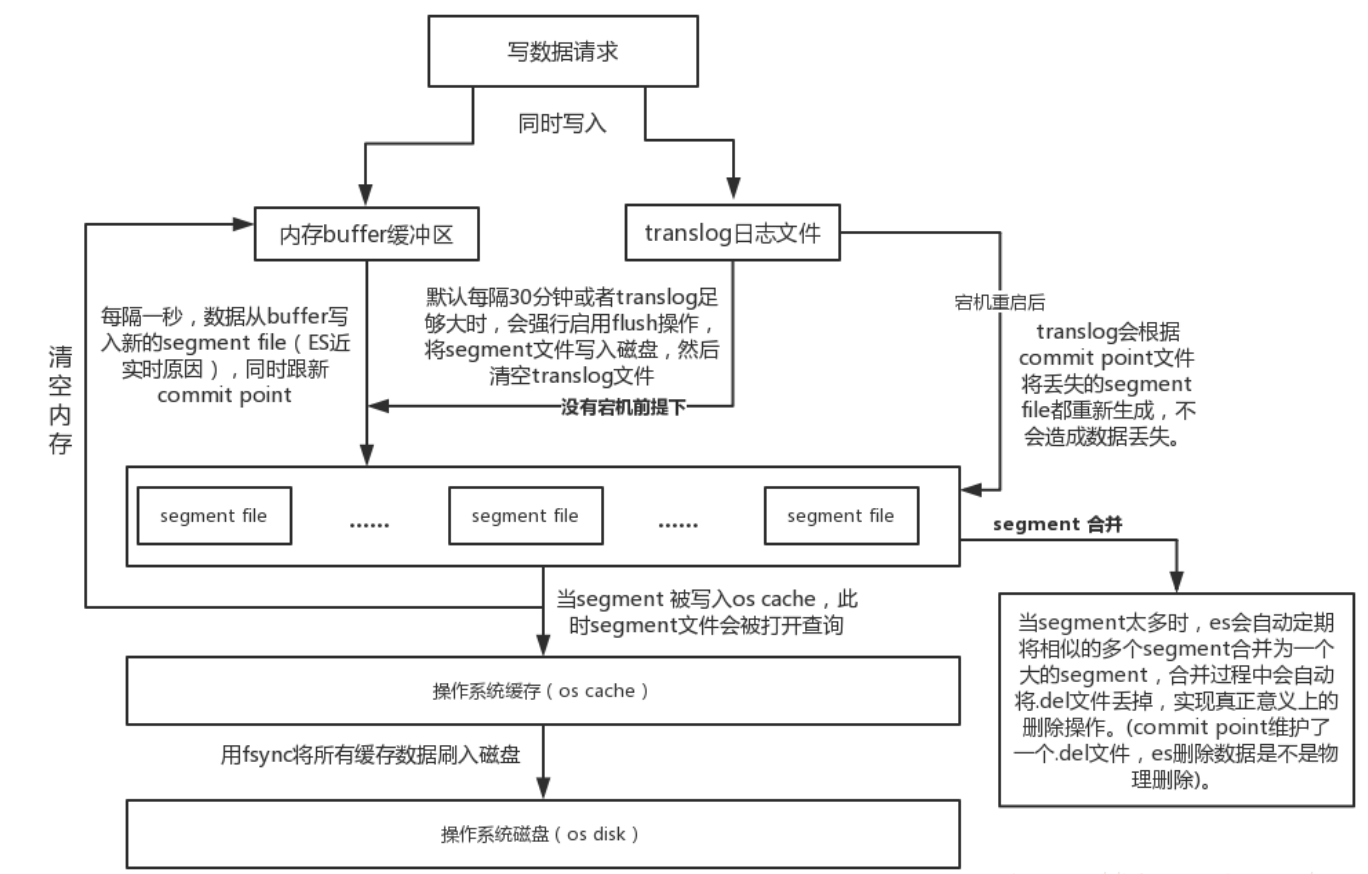 写数据请求
同时写入
内存buffer缓冲区
translog日志文件
每隔一秒，数据从buffer写
入新的segment file（ES近
实时原因），同时跟新
commit point
默认每隔30分钟或者translog足
够大时，会强行启用flush操作，
将segment文件写入磁盘，然后
清空translog文件
没有宕机前提下
宕机重启后
translog会根据
commit point文件
将丢失的segment
file都重新生成，不
会造成数据丢失。
清
空
内
存
segment file
......
segment file
......
segment file
segment 合并
当segment 被写入os cache，此
时segment文件会被打开查询
操作系统缓存（os cache）
用fsync将所有缓存数据刷入磁盘
操作系统磁盘（os disk）
当segment太多时，es会自动定期
将相似的多个segment合并为一个
大的segment，合并过程中会自动
将.del文件丢掉，实现真正意义上的
删除操作。(commit point维护了
一个.del文件，es删除数据是不是物
理删除)。